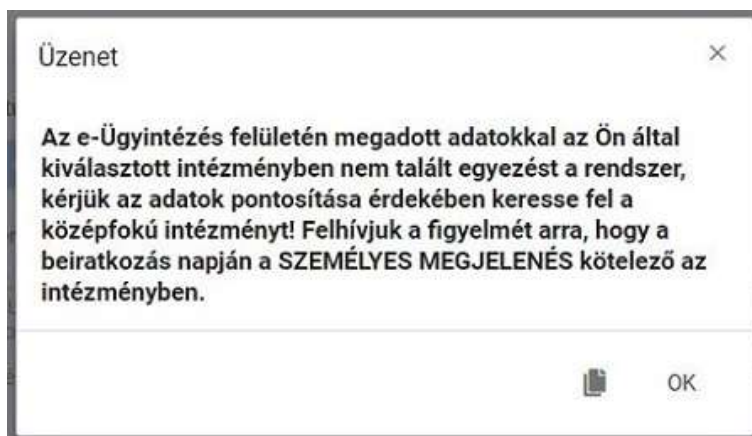 Üzenet
Az e-Ügyintézés felületén megadott adatokkal az Ön által
kiválasztott intézményben nem talált egyezést a rendszer,
kérjük az adatok pontosítása érdekében keresse fel a
középfokú intézményt! Felhívjuk a figyelmét arra, hogy a
beiratkozás napján a SZEMÉLYES MEGJELENÉS kötelező az
intézményben.
OK